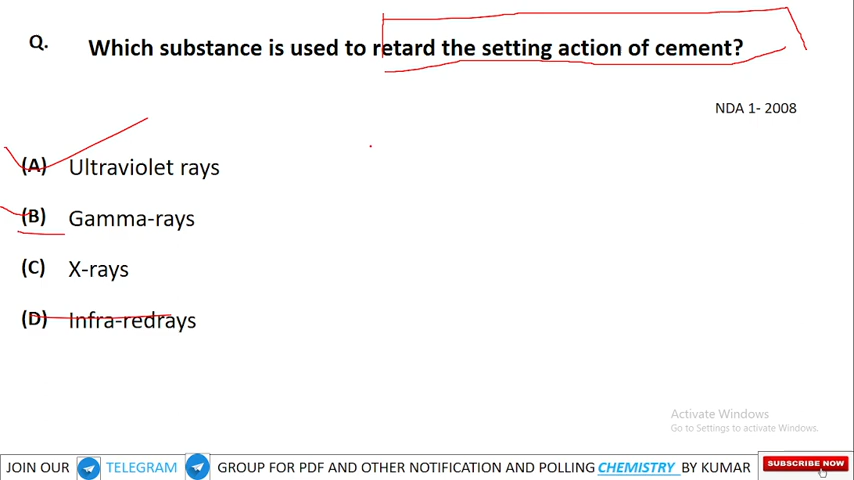 Q. Which substance is used to retard the setting action of cement?
NDA 1- 2008
(A) Ultraviolet rays
(B) Gamma-rays
(C) X-rays
(D) Infra-redrays
Activate Windows
Go to Settings to activate Windows.
JOIN OUR TELEGRAM GROUP FOR PDF AND OTHER NOTIFICATION AND POLLING CHEMISTRY BY KUMAR SUBSCRIBE NOW